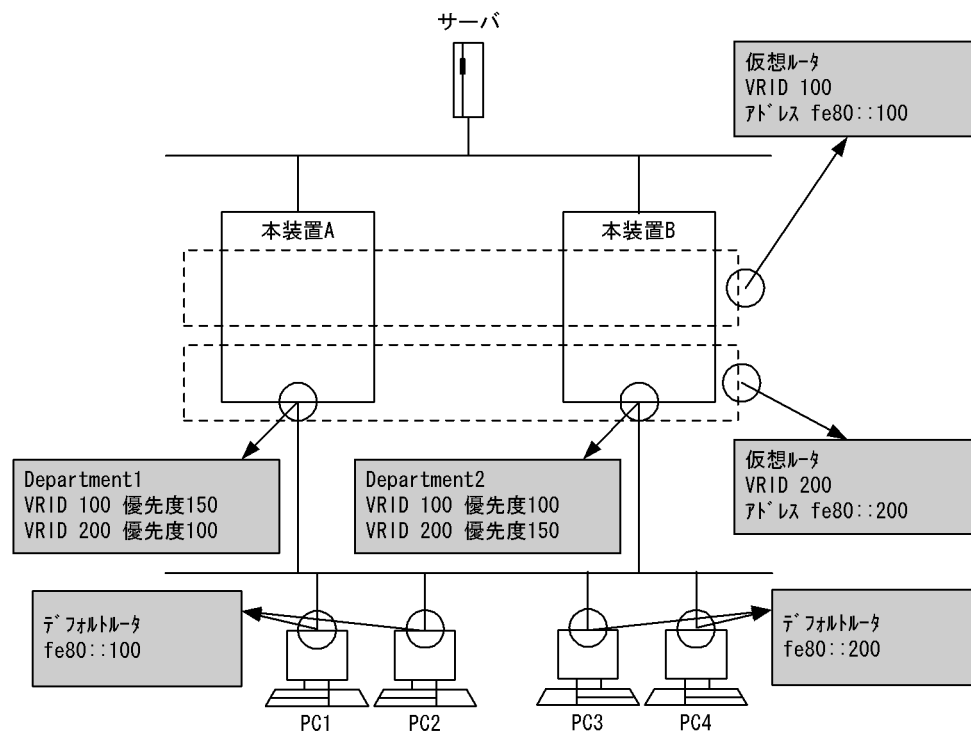 サーバ
仮想ﾙｰﾀ
VRID 100
ｱﾄﾞﾚｽ fe80::100
本装置A
本装置B
仮想ﾙｰﾀ
VRID 200
ｱﾄﾞﾚｽ fe80::200
Department1
VRID 100 優先度150
VRID 200 優先度100
Department2
VRID 100 優先度100
VRID 200 優先度150
ﾃﾞﾌｫﾙﾄﾙｰﾀ
fe80::100
ﾃﾞﾌｫﾙﾄﾙｰﾀ
fe80::200
PC1
PC2
PC3
PC4